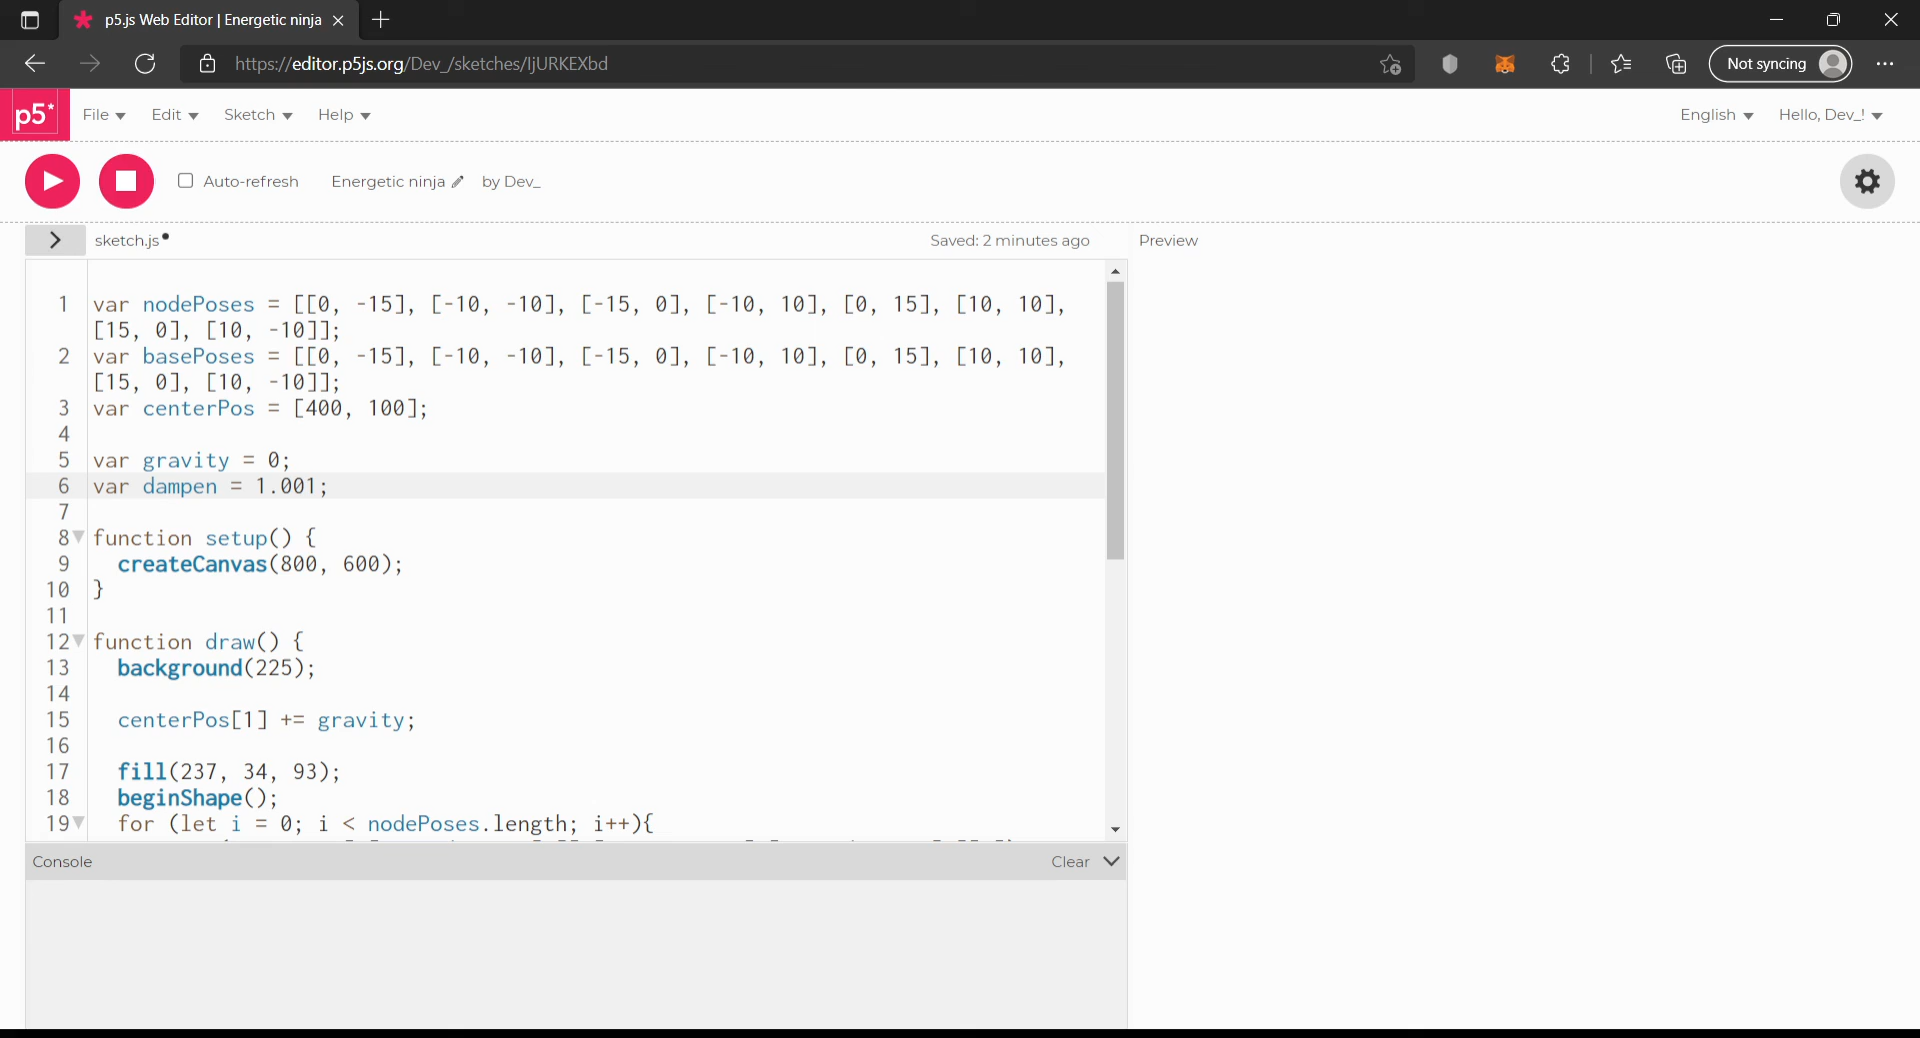 p5.js Web Editor | Energetic ninja
https://editor.p5js.org/Dev_/sketches/IjURKEXbd
Not syncing
p5*
File
Edit
Sketch
Help
English
Hello, Dev_!
Auto-refresh
Energetic ninja
by Dev_
sketch.js
Saved: 2 minutes ago
Preview
1 var nodePoses = [[0, -15], [-10, -10], [-15, 0], [-10, 10], [0, 15], [10, 10],
[15, 0], [10, -10]];
2 var basePoses = [[0, -15], [-10, -10], [-15, 0], [-10, 10], [0, 15], [10, 10],
[15, 0], [10, -10]];
3 var centerPos = [400, 100];
4
5 var gravity = 0;
6 var dampen = 1.001;
7
8 function setup() {
9 createCanvas(800, 600);
10 }
11
12 function draw() {
13 background(225);
14
15 centerPos[1] += gravity;
16
17 fill(237, 34, 93);
18 beginShape();
19 for (let i = 0; i < nodePoses.length; i++){
Console
Clear